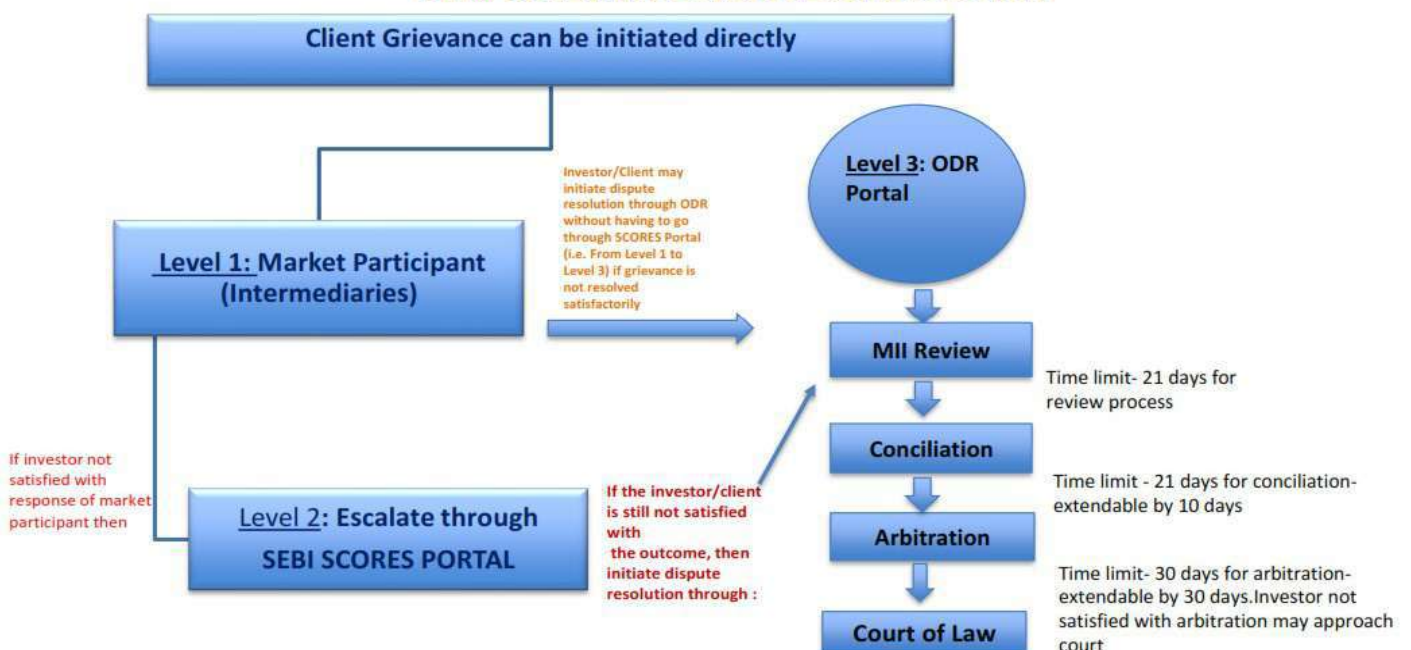 Client Grievance can be initiated directly
Level 3: ODR
Portal
Investor/Client may
initiate dispute
resolution through ODR
without having to go
through SCORES Portal
(i.e. From Level 1 to
Level 3) if grievance is
not resolved
satisfactorily
Level 1: Market Participant
(Intermediaries)
MII Review
Time limit- 21 days for
review process
Conciliation
If investor not
satisfied with
response of market
participant then
Level 2: Escalate through
SEBI SCORES PORTAL
If the investor/client
is still not satisfied
with
the outcome, then
initiate dispute
resolution through :
Time limit - 21 days for conciliation-
extendable by 10 days
Arbitration
Time limit- 30 days for arbitration-
extendable by 30 days.Investor not
satisfied with arbitration may approach
court
Court of Law